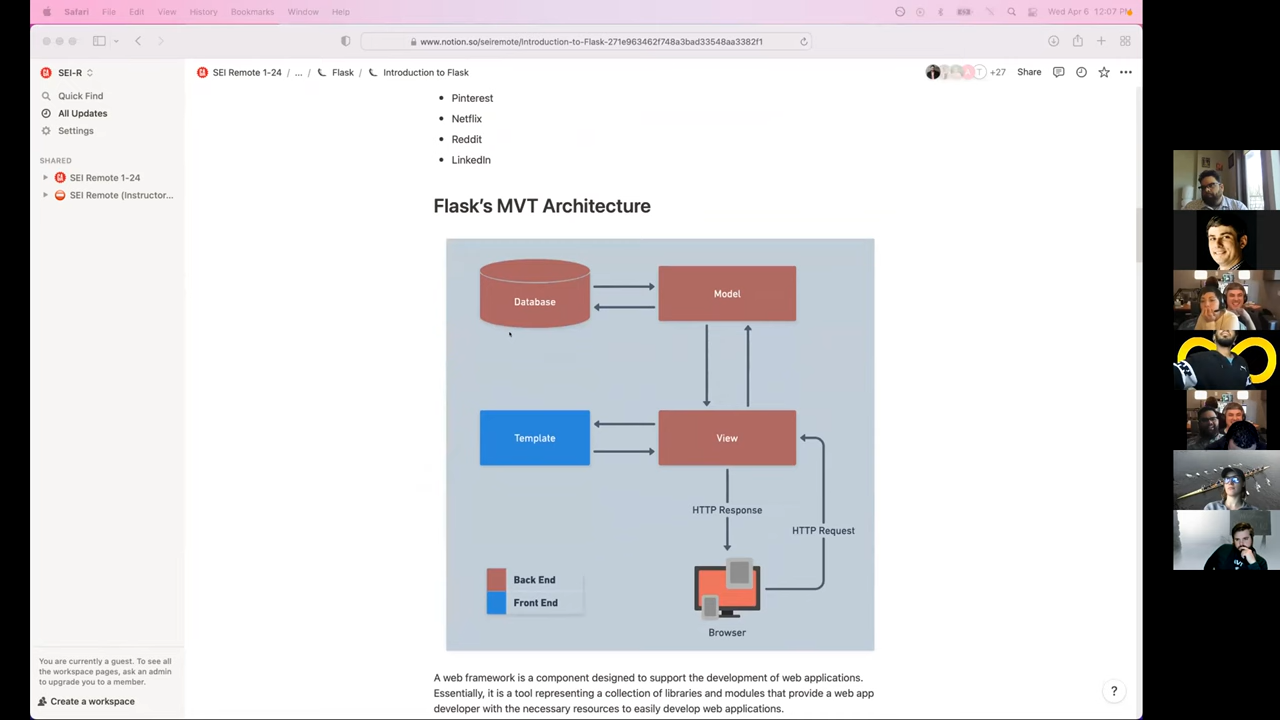 Safari File Edit View History Bookmarks Window Help Wed Apr 6 12:07
www.notion.so/seiremote/Introduction-to-Flask-271e963462f748a3bad33548aa3382f1
SEI-R
SEI Remote 1-24 / ... / Flask / Introduction to Flask
+27 Share
Quick Find
All Updates
Settings
SHARED
SEI Remote 1-24
SEI Remote (Instructor...
• Pinterest
• Netflix
• Reddit
• LinkedIn
Flask's MVT Architecture
Database
Model
Template
View
HTTP Response
HTTP Request
Back End
Front End
Browser
A web framework is a component designed to support the development of web applications.
Essentially, it is a tool representing a collection of libraries and modules that provide a web app
developer with the necessary resources to easily develop web applications.
You are currently a guest. To see all
the workspace pages, ask an admin
to upgrade you to a member.
Create a workspace
?